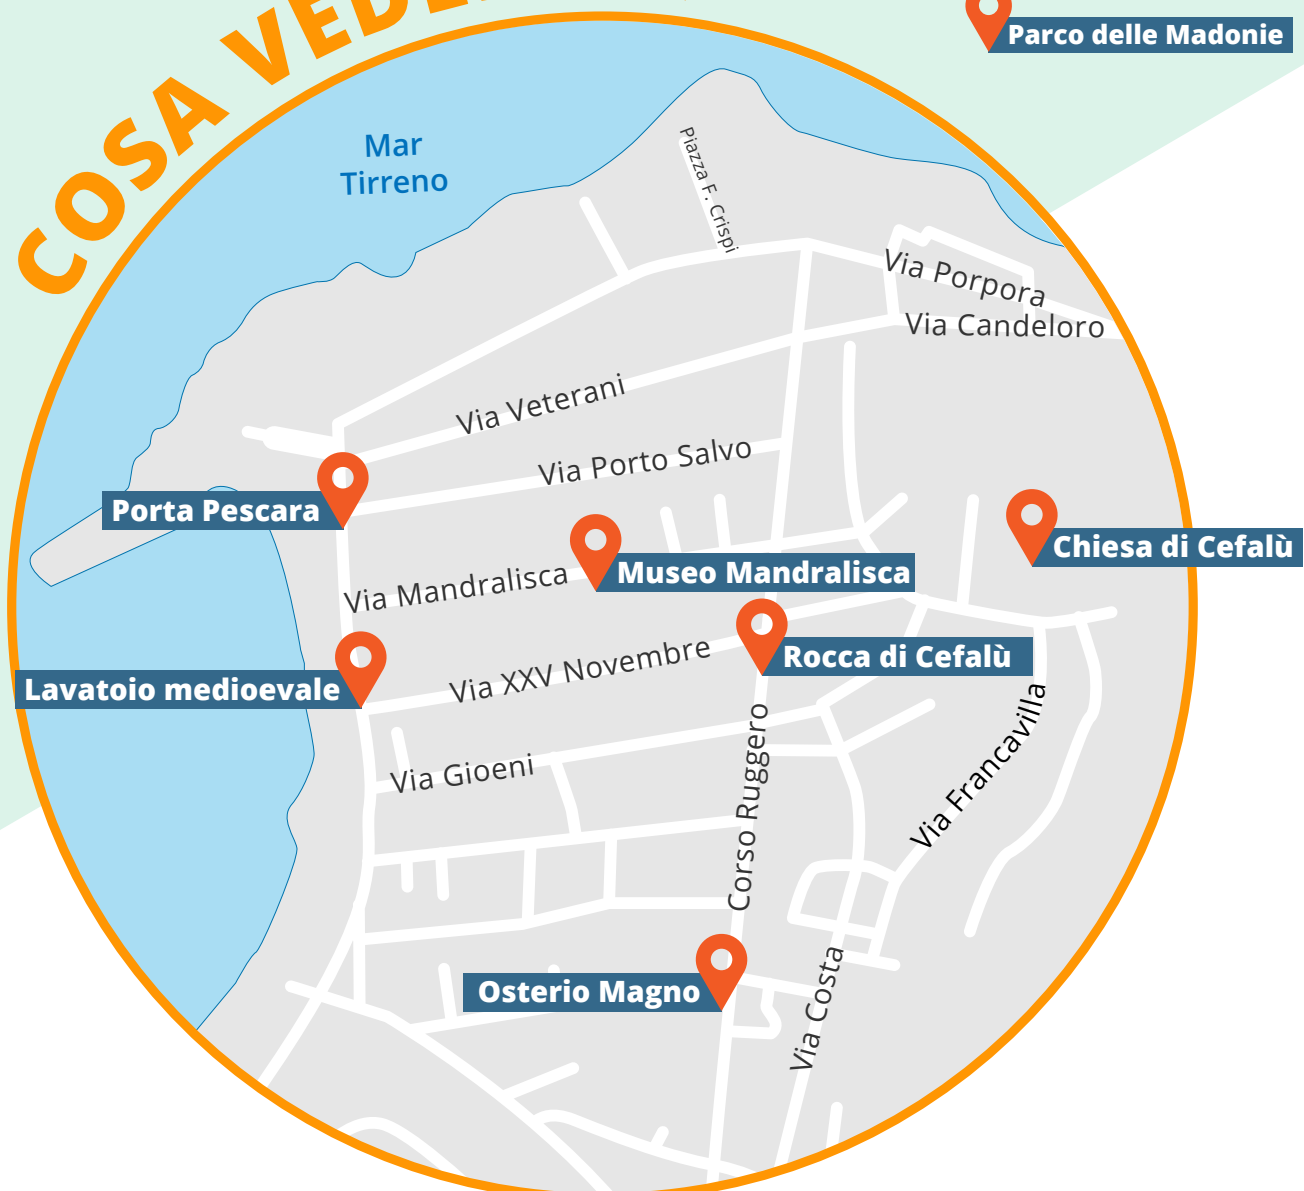 COSA
Parco delle Madonie
Mar
Tirreno
Piazza F. Crispi
Via Porpora
Via Candeloro
Via Veterani
Via Porto Salvo
Porta Pescara
Chiesa di Cefalù
Via Mandralisca
Museo Mandralisca
Via XXV Novembre
Rocca di Cefalù
Lavatoio medioevale
Via Gioeni
Corso Ruggero
Via Francavilla
Osterio Magno
Via Costa